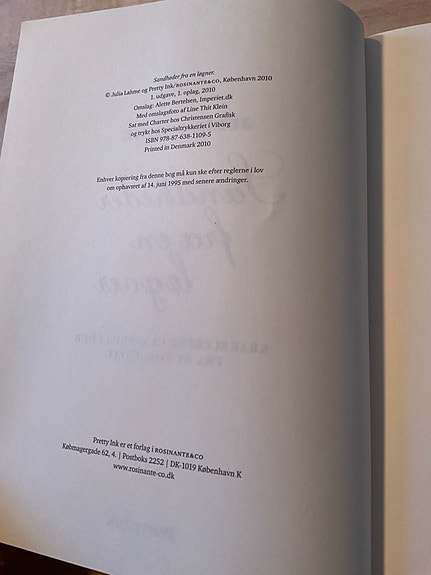 Sandheder fra en løgner.
© Julia Lahme og Pretty Ink/ROSINANTE&CO, København 2010
1. udgave, 1. oplag, 2010
Omslag: Alette Bertelsen, Imperiet.dk
Med omslagsfoto af Line Thit Klein
Sat med Charter hos Christensen Grafisk
og trykt hos Specialtrykkeriet i Viborg
ISBN 978-87-638-1109-5
Printed in Denmark 2010
Enhver kopiering fra denne bog må kun ske efter reglerne i lov
om ophavsret af 14. juni 1995 med senere ændringer.
Pretty Ink er et forlag i ROSINANTE&CO
Købmagergade 62, 4. | Postboks 2252 | DK-1019 København K
www.rosinante-co.dk